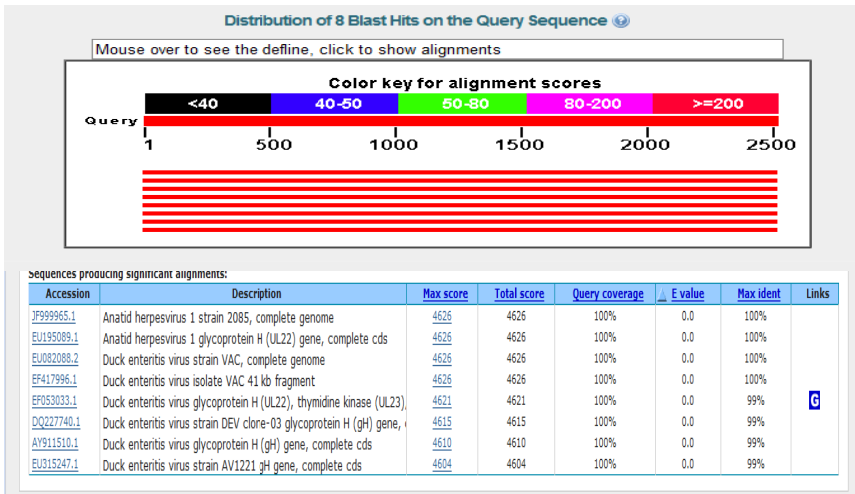 Distribution of 8 Blast Hits on the Query Sequence ?
Mouse over to see the defline, click to show alignments
Color key for alignment scores
<40 40-50 50-80 80-200 >=200
Query
1 500 1000 1500 2000 2500
Sequences producing significant alignments:
Accession Description Max score Total score Query coverage E value Max ident Links
JF999965.1 Anatid herpesvirus 1 strain 2085, complete genome 4626 4626 100% 0.0 100%
EU195089.1 Anatid herpesvirus 1 glycoprotein H (UL22) gene, complete cds 4626 4626 100% 0.0 100%
EU082088.2 Duck enteritis virus strain VAC, complete genome 4626 4626 100% 0.0 100%
EF417996.1 Duck enteritis virus isolate VAC 41 kb fragment 4626 4626 100% 0.0 100%
EF053033.1 Duck enteritis virus glycoprotein H (UL22), thymidine kinase (UL23), 4621 4621 100% 0.0 99% G
DQ227740.1 Duck enteritis virus strain DEV clone-03 glycoprotein H (gH) gene, 4615 4615 100% 0.0 99%
AY911510.1 Duck enteritis virus glycoprotein H (gH) gene, complete cds 4610 4610 100% 0.0 99%
EU315247.1 Duck enteritis virus strain AV1221 gH gene, complete cds 4604 4604 100% 0.0 99%